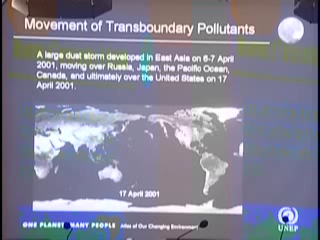 Movement of Transboundary Pollutants
A large dust storm developed in East Asia on 6-7 April
2001, moving over Russia, Japan, the Pacific Ocean,
Canada, and ultimately over the United States on 17
April 2001.
17 April 2001
ONE PLANET MANY PEOPLE Atlas of Our Changing Environment
UNEP